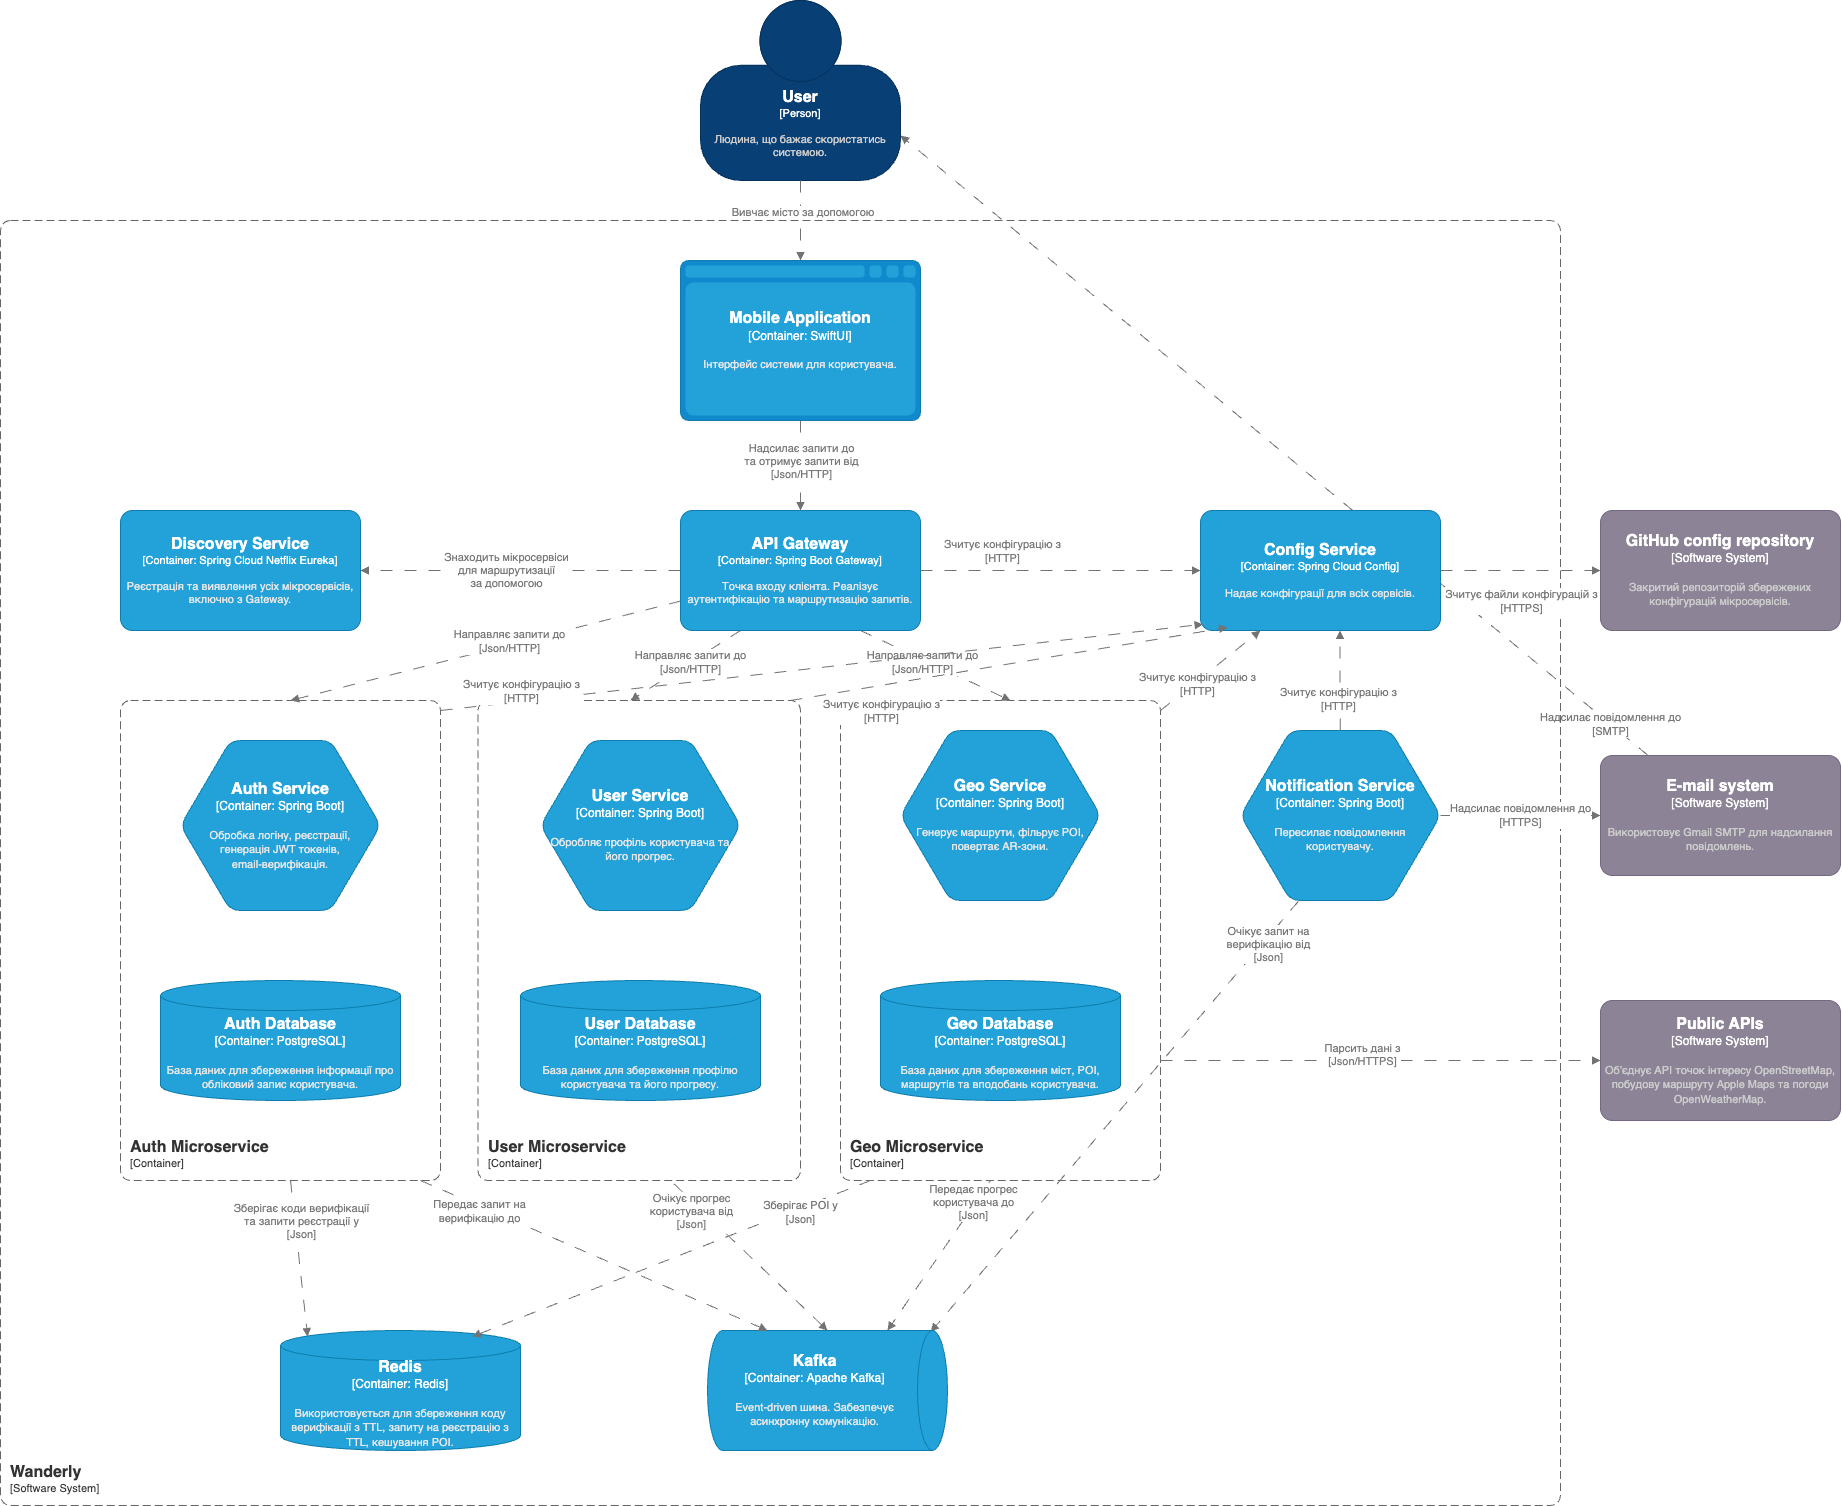 User
[Person]
Людина, що бажає скористатись
системою.
Вивчає місто за допомогою
Mobile Application
[Container: SwiftUI]
Інтерфейс системи для користувача.
Надсилає запити до
та отримує запити від
[Json/HTTP]
Discovery Service
[Container: Spring Cloud Netflix Eureka]
Реєстрація та виявлення усіх мікросервісів,
включно з Gateway.
Знаходить мікросервіси
для маршрутизації
за допомогою
API Gateway
[Container: Spring Boot Gateway]
Точка входу клієнта. Реалізує
аутентифікацію та маршрутизацію запитів.
Зчитує конфігурацію з
[HTTP]
Config Service
[Container: Spring Cloud Config]
Надає конфігурації для всіх сервісів.
Зчитує файли конфігурацій з
[HTTPS]
GitHub config repository
[Software System]
Закритий репозиторій збережених
конфігурацій мікросервісів.
Направляє запити до
[Json/HTTP]
Направляє запити до
[Json/HTTP]
Направляє запити до
[Json/HTTP]
Зчитує конфігурацію з
[HTTP]
Зчитує конфігурацію з
[HTTP]
Зчитує конфігурацію з
[HTTP]
Зчитує конфігурацію з
[HTTP]
Надсилає повідомлення до
[SMTP]
Auth Service
[Container: Spring Boot]
Обробка логіну, реєстрації,
генерація JWT токенів,
email-верифікація.
User Service
[Container: Spring Boot]
Обробляє профіль користувача та
його прогрес.
Geo Service
[Container: Spring Boot]
Генерує маршрути, фільрує POI,
повертає AR-зони.
Notification Service
[Container: Spring Boot]
Пересилає повідомлення
користувачу.
Надсилає повідомлення до
[HTTPS]
E-mail system
[Software System]
Використовує Gmail SMTP для надсилання
повідомлень.
Очікує запит на
верифікацію від
[Json]
Auth Database
[Container: PostgreSQL]
База даних для збереження інформації про
обліковий запис користувача.
User Database
[Container: PostgreSQL]
База даних для збереження профілю
користувача та його прогресу.
Geo Database
[Container: PostgreSQL]
База даних для збереження міст, POI,
маршрутів та вподобань користувача.
Парсить дані з
[Json/HTTPS]
Public APIs
[Software System]
Об'єднує API точок інтересу OpenStreetMap,
побудову маршруту Apple Maps та погоди
OpenWeatherMap.
Auth Microservice
[Container]
User Microservice
[Container]
Geo Microservice
[Container]
Зберігає коди верифікації
та запити реєстрації у
[Json]
Передає запит на
верифікацію до
Очікує прогрес
користувача від
[Json]
Зберігає POI у
[Json]
Передає прогрес
користувача до
[Json]
Redis
[Container: Redis]
Використовується для збереження коду
верифікації з TTL, запиту на реєстрацію з
TTL, кешування POI.
Kafka
[Container: Apache Kafka]
Event-driven шина. Забезпечує
асинхронну комунікацію.
Wanderly
[Software System]